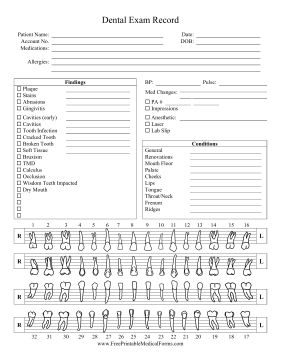 Dental Exam Record
Patient Name: Date:
Account No. DOB:
Medications:
Allergies:
Findings
Plaque
Stains
Abrasions
Gingivitis
Cavities (early)
Cavities
Tooth Infection
Cracked Teeth
Broken Teeth
Soft Tissue
Bruxism
TMD
Calculus
Occlusion
Wisdom Teeth Impacted
Dry Mouth
BP: Pulse:
Med Changes:
PA #
Impressions
Anesthetic:
Laser
Lab Slip
Conditions
General
Renovations
Mouth Floor
Palate
Cheeks
Lips
Tongue
Throat/Neck
Frenum
Ridges
1 2 3 4 5 6 7 8 9 10 11 12 13 14 15 16
R L
R L
R L
R L
32 31 30 29 28 27 26 25 24 23 22 21 20 19 18 17
www.FreePrintableMedicalForms.com